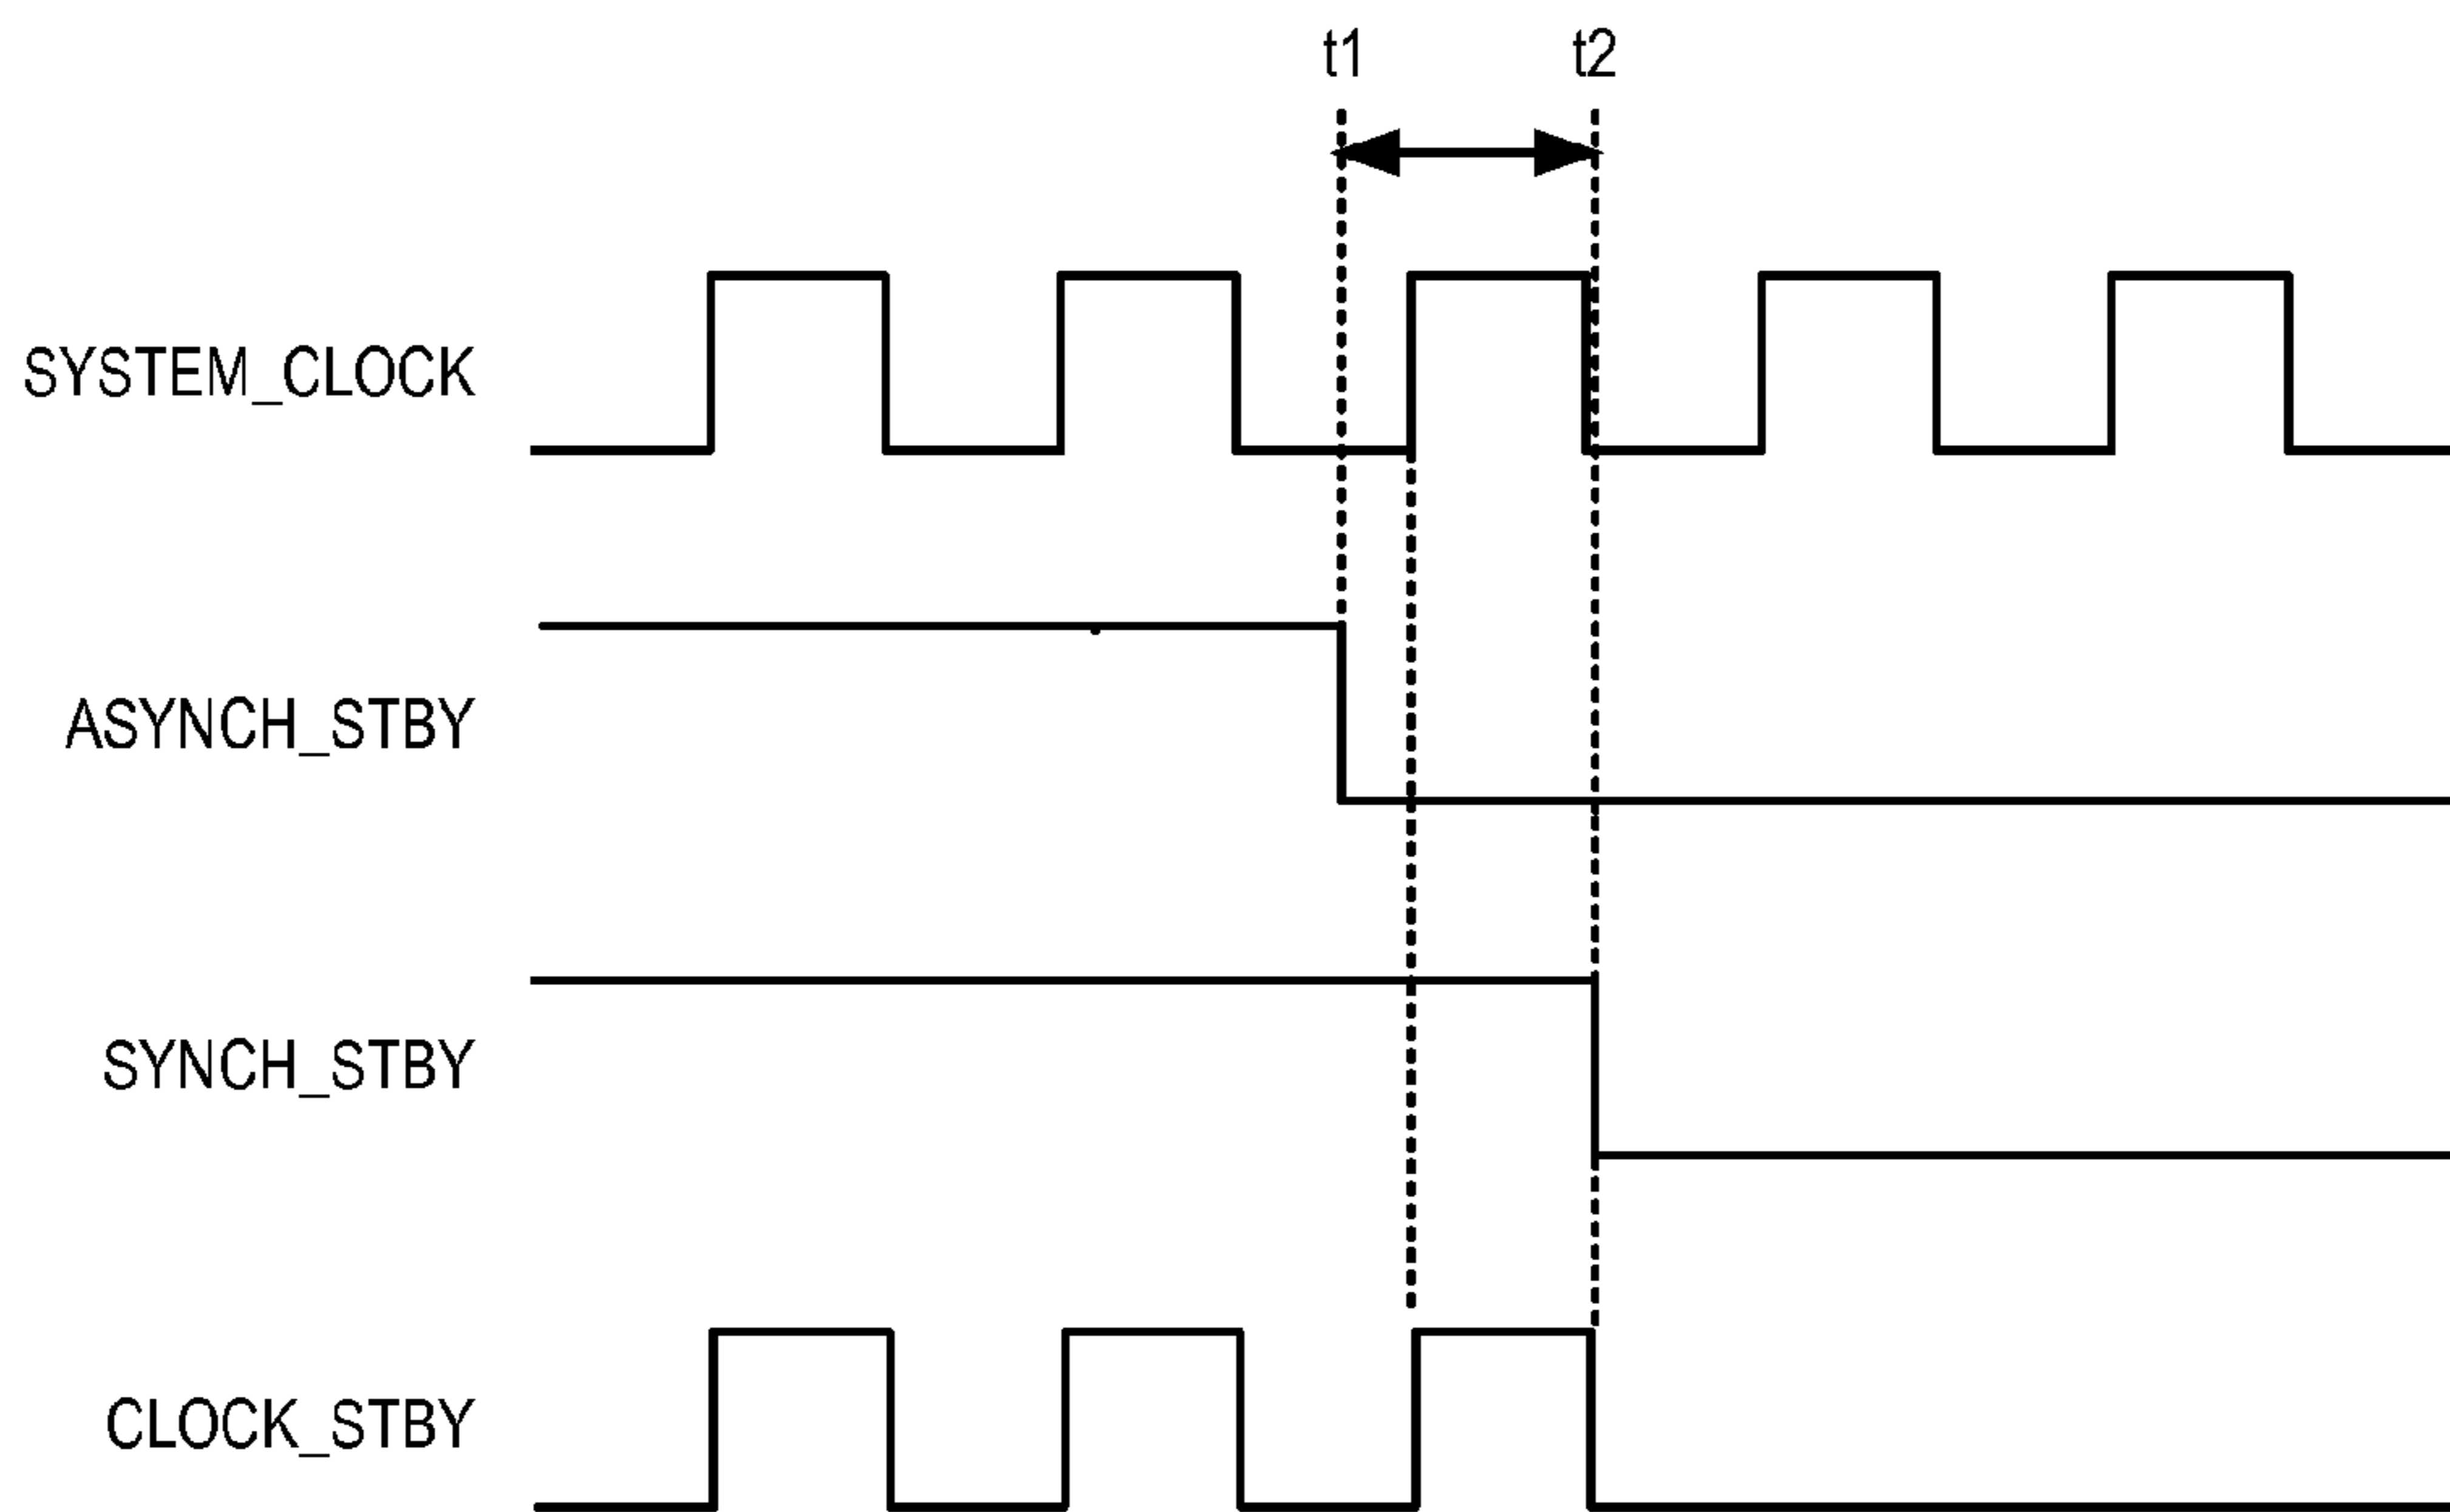 t1 t2
SYSTEM_CLOCK
ASYNCH_STBY
SYNCH_STBY
CLOCK_STBY